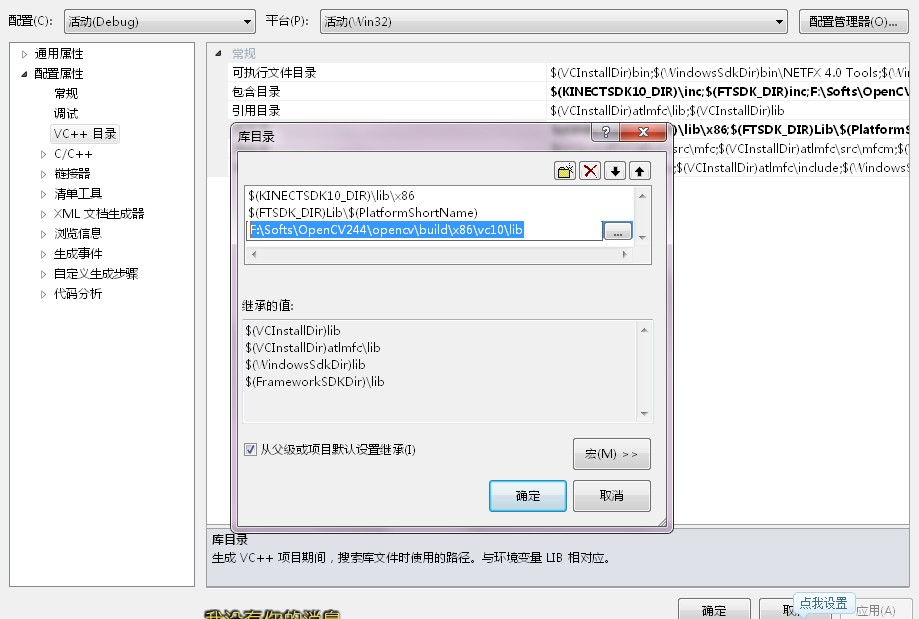 配置(C): 活动(Debug) 平台(P): 活动(Win32) 配置管理器(O)...
通用属性
配置属性
常规
调试
VC++ 目录
C/C++
链接器
清单工具
XML 文档生成器
浏览信息
生成事件
自定义生成步骤
代码分析
常规
可执行文件目录 $(VCInstallDir)bin;$(WindowsSdkDir)bin\NETFX 4.0 Tools;$(Wi
包含目录 $(KINECTSDK10_DIR)\inc;$(FTSDK_DIR)inc;F:\Softs\OpenCV
引用目录 $(VCInstallDir)atlmfc\lib;$(VCInstallDir)lib
)\lib\x86;$(FTSDK_DIR)Lib\$(PlatformS
src\mfc;$(VCInstallDir)atlmfc\src\mfcm;$(
;$(VCInstallDir)atlmfc\include;$(WindowsS
库目录
$(KINECTSDK10_DIR)\lib\x86
$(FTSDK_DIR)Lib\$(PlatformShortName)
F:\Softs\OpenCV244\opencv\build\x86\vc10\lib ...
继承的值:
$(VCInstallDir)lib
$(VCInstallDir)atlmfc\lib
$(WindowsSdkDir)lib
$(FrameworkSDKDir)\lib
从父级或项目默认设置继承(I)
宏(M) >>
确定 取消
库目录
生成 VC++ 项目期间，搜索库文件时使用的路径。与环境变量 LIB 相对应。
点我设置
确定 取 应用(A)
我没有你的消息